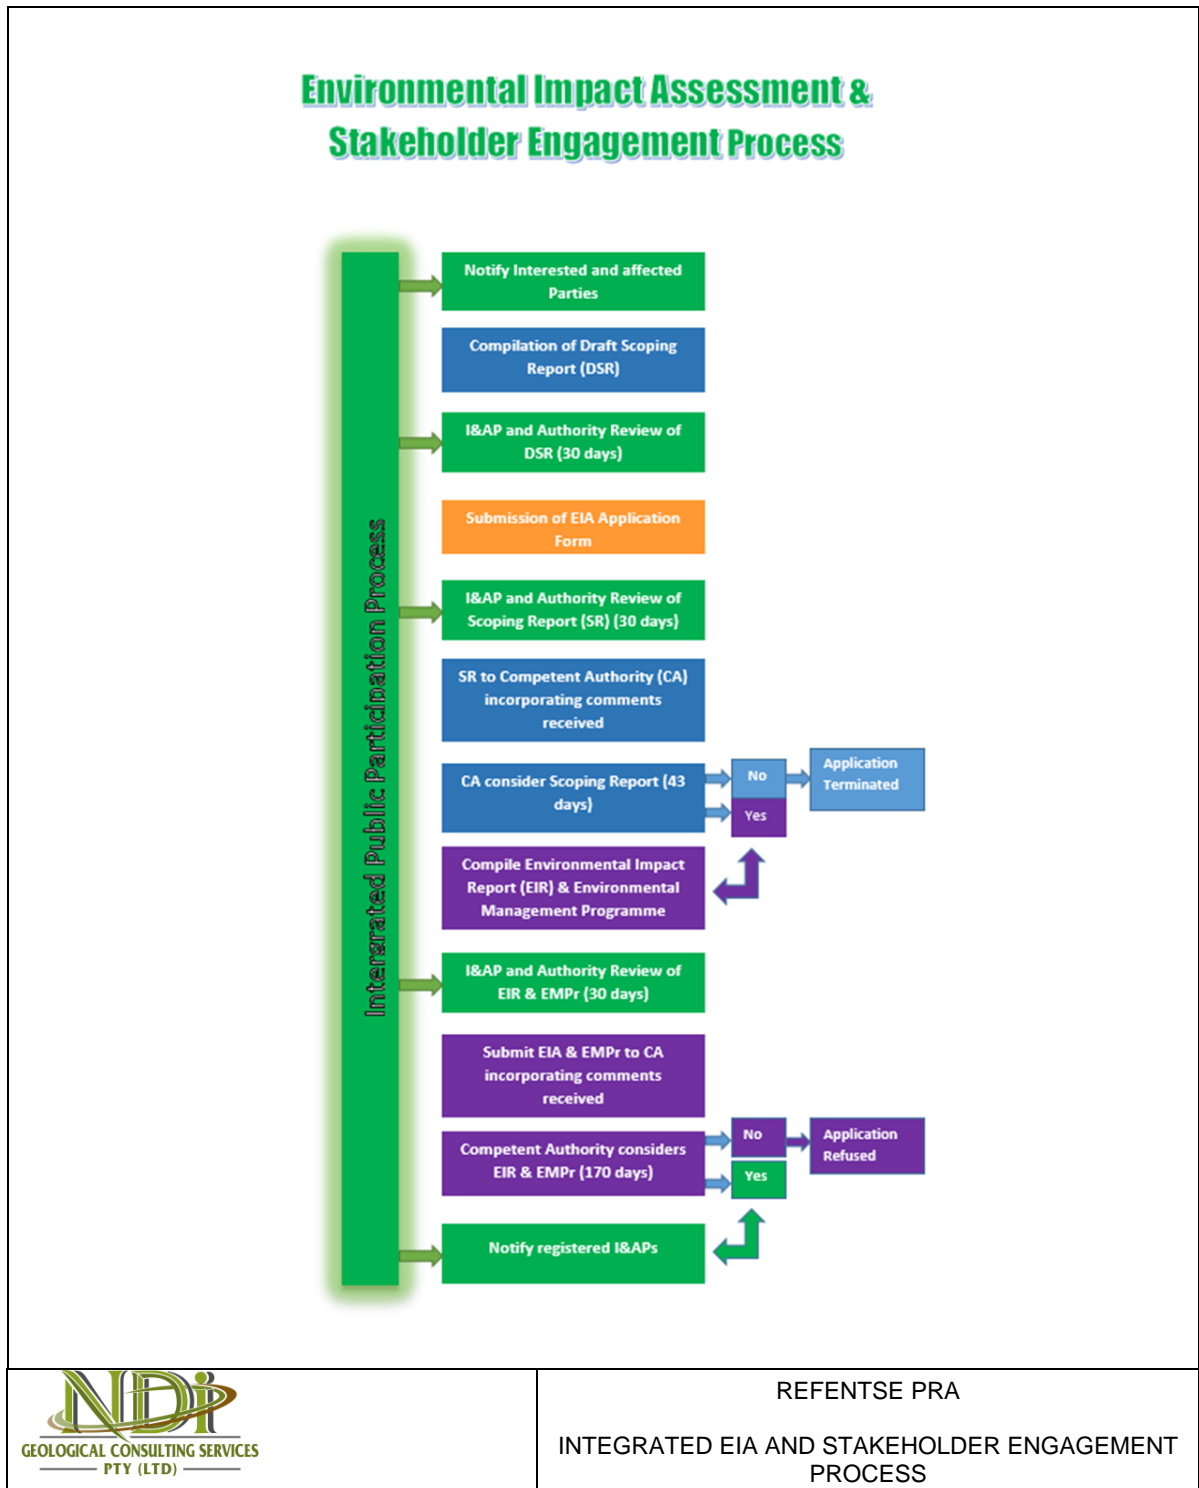 Environmental Impact Assessment &
Stakeholder Engagement Process
Intergrated Public Participation Process
Notify Interested and affected
Parties
Compilation of Draft Scoping
Report (DSR)
I&AP and Authority Review of
DSR (30 days)
Submission of EIA Application
Form
I&AP and Authority Review of
Scoping Report (SR) (30 days)
SR to Competent Authority (CA)
incorporating comments
received
CA consider Scoping Report (43
days)
No
Application
Terminated
Yes
Compile Environmental Impact
Report (EIR) & Environmental
Management Programme
I&AP and Authority Review of
EIR & EMPr (30 days)
Submit EIA & EMPr to CA
incorporating comments
received
Competent Authority considers
EIR & EMPr (170 days)
No
Application
Refused
Yes
Notify registered I&APs
NDi
GEOLOGICAL CONSULTING SERVICES
PTY (LTD)
REFENTSE PRA
INTEGRATED EIA AND STAKEHOLDER ENGAGEMENT
PROCESS